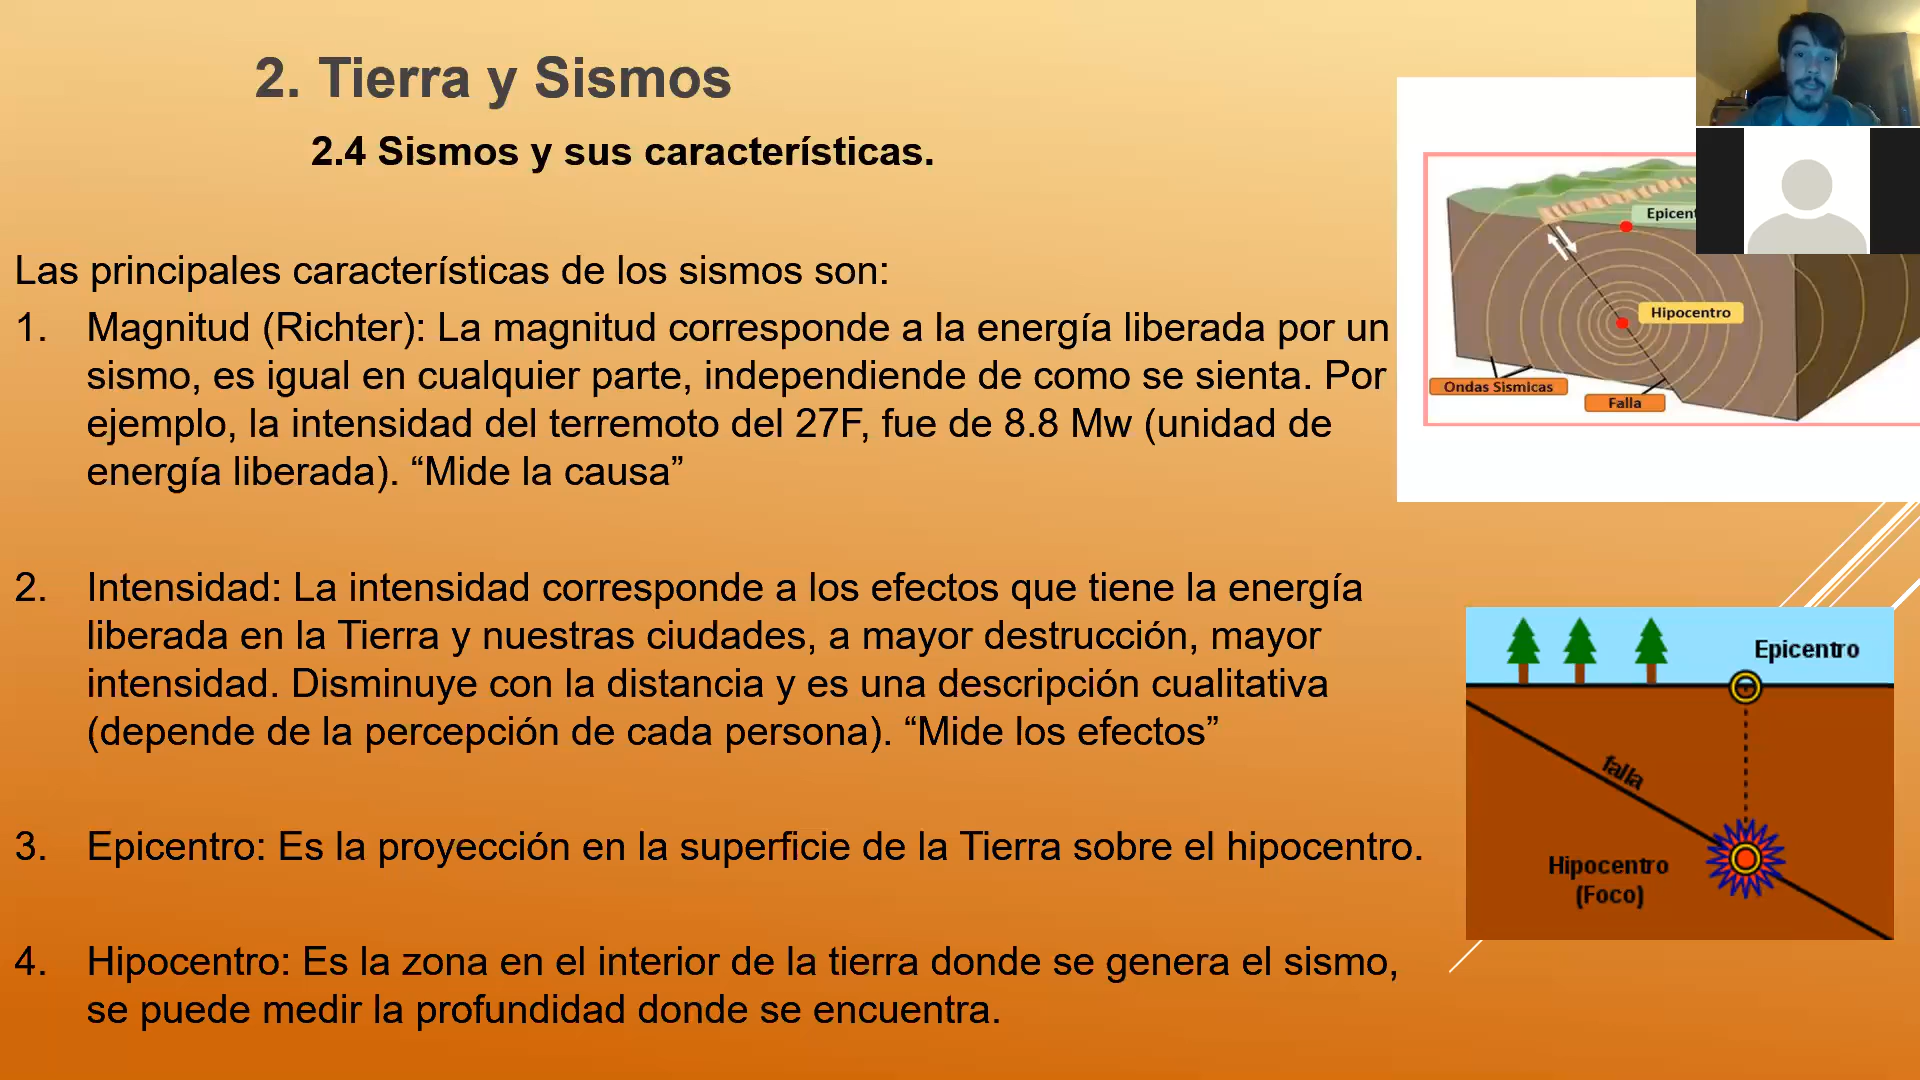 2. Tierra y Sismos
2.4 Sismos y sus características.
Las principales características de los sismos son:
1. Magnitud (Richter): La magnitud corresponde a la energía liberada por un
sismo, es igual en cualquier parte, independiende de como se sienta. Por
ejemplo, la intensidad del terremoto del 27F, fue de 8.8 Mw (unidad de
energía liberada). “Mide la causa”
2. Intensidad: La intensidad corresponde a los efectos que tiene la energía
liberada en la Tierra y nuestras ciudades, a mayor destrucción, mayor
intensidad. Disminuye con la distancia y es una descripción cualitativa
(depende de la percepción de cada persona). “Mide los efectos”
3. Epicentro: Es la proyección en la superficie de la Tierra sobre el hipocentro.
4. Hipocentro: Es la zona en el interior de la tierra donde se genera el sismo,
se puede medir la profundidad donde se encuentra.
Hipocentro
Ondas Sismicas
Falla
Epicentro
falla
Hipocentro
(Foco)